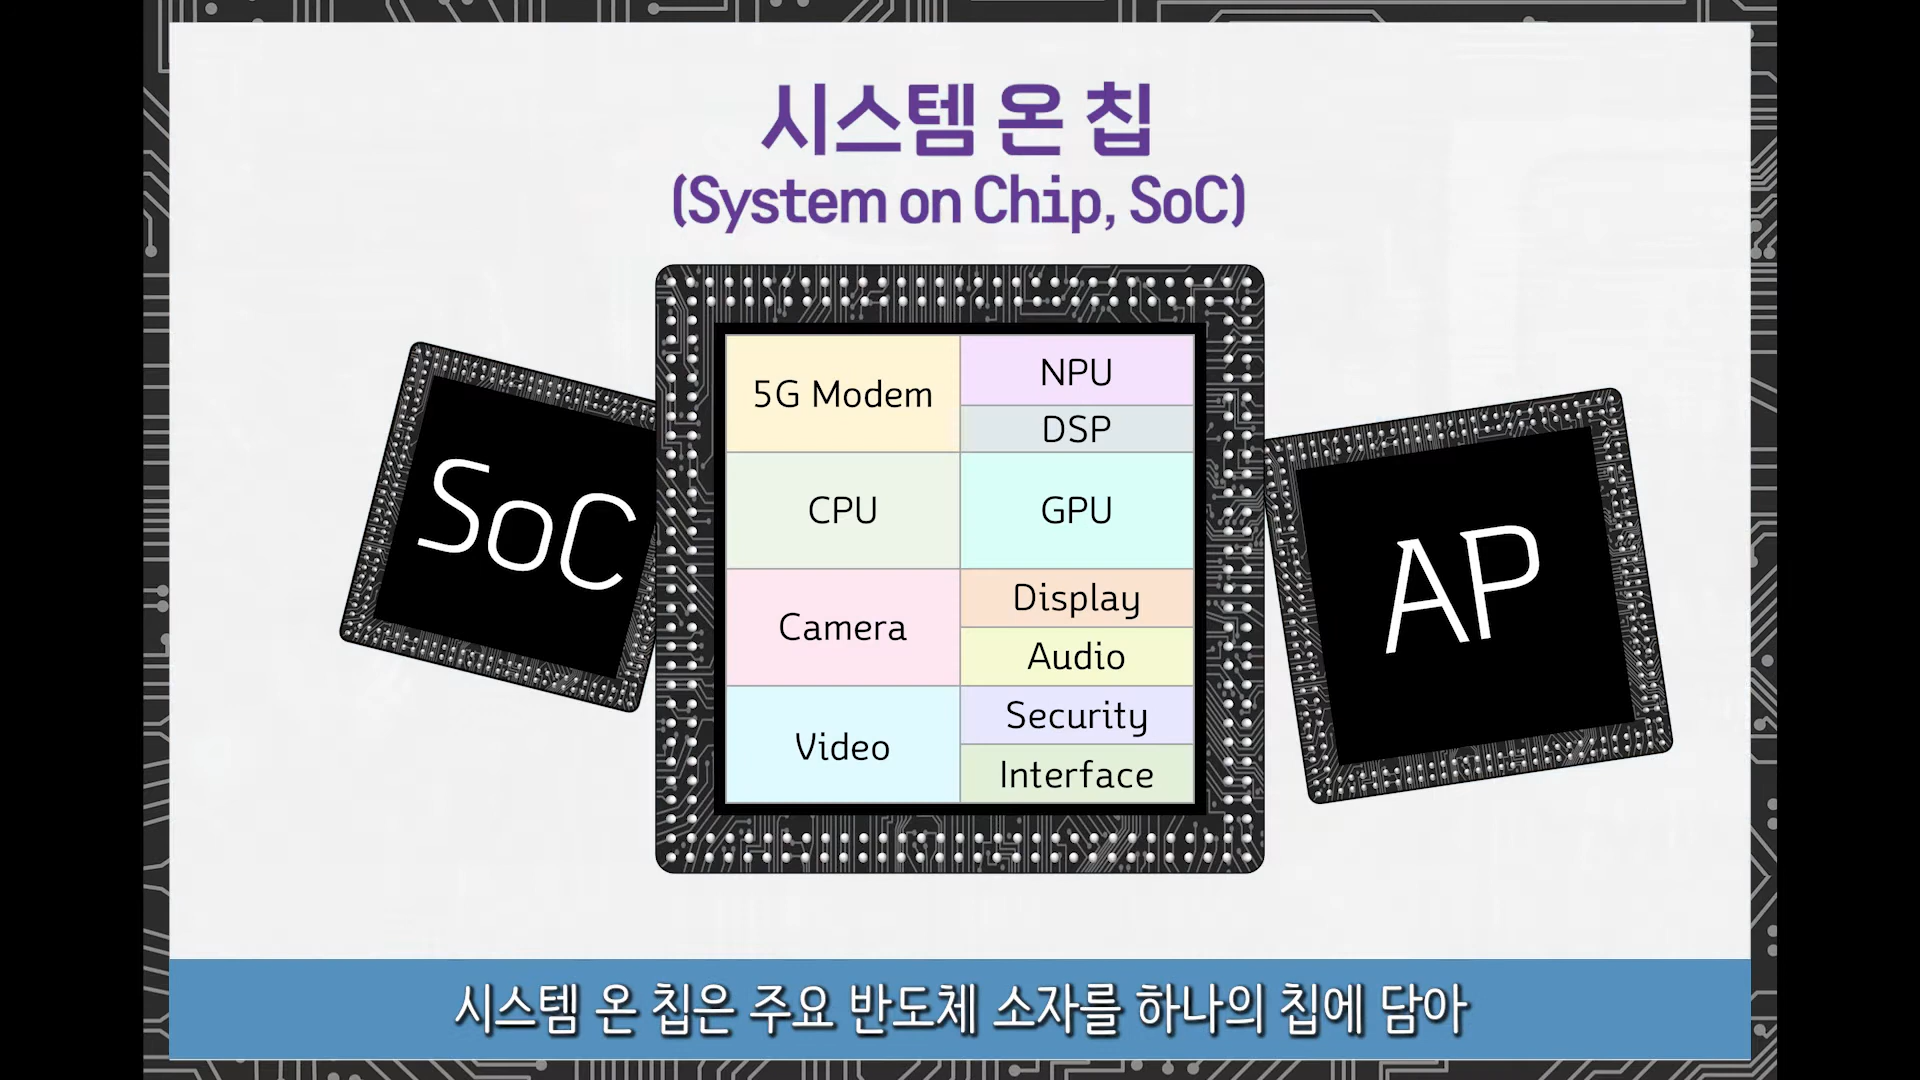 시스템 온 칩
(System on Chip, SoC)
SoC
5G Modem
NPU
DSP
CPU
GPU
Camera
Display
Audio
Video
Security
Interface
AP
시스템 온 칩은 주요 반도체 소자를 하나의 칩에 담아